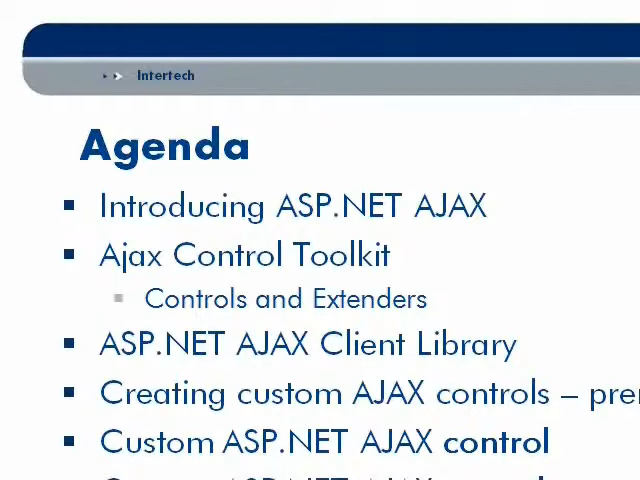 Intertech
Agenda
Introducing ASP.NET AJAX
Ajax Control Toolkit
Controls and Extenders
ASP.NET AJAX Client Library
Creating custom AJAX controls –
Custom ASP.NET AJAX control